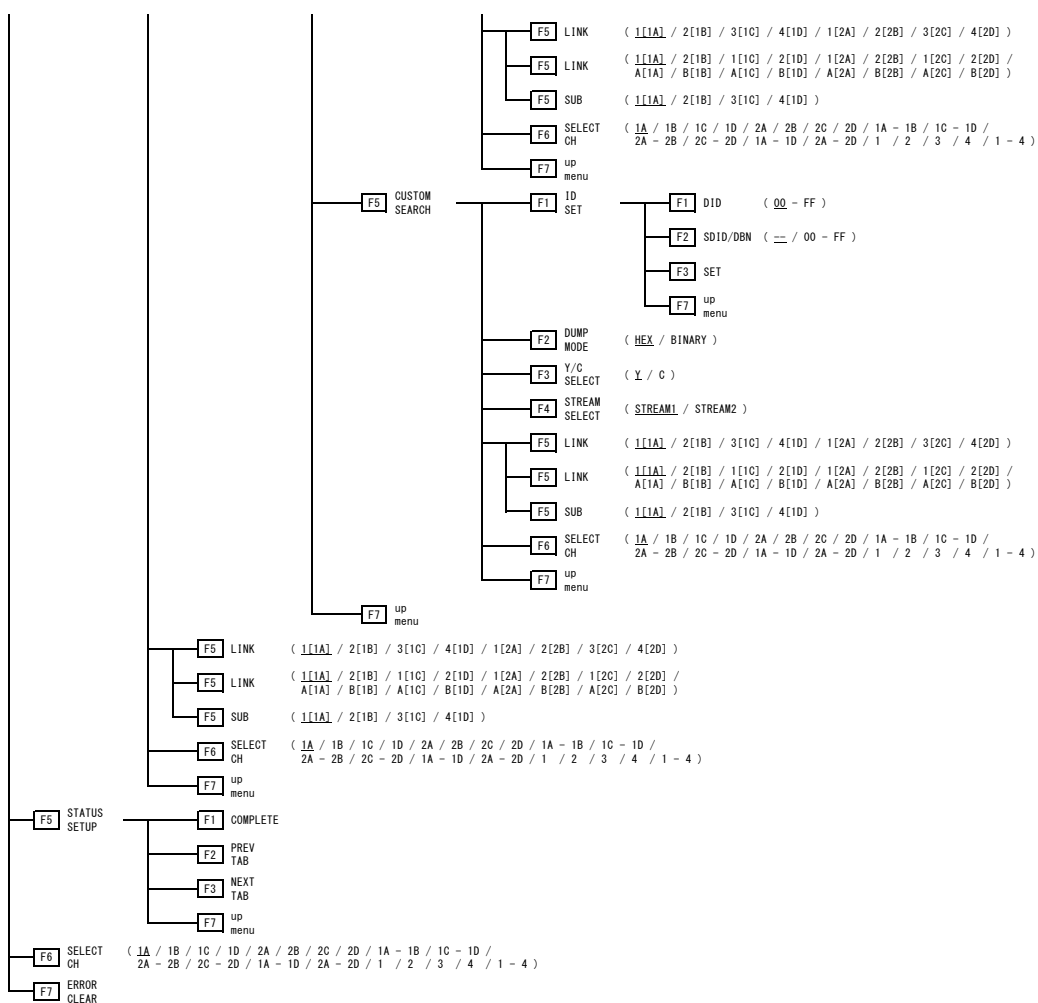 F5 LINK ( 1[1A] / 2[1B] / 3[1C] / 4[1D] / 1[2A] / 2[2B] / 3[2C] / 4[2D] )
F5 LINK ( 1[1A] / 2[1B] / 1[1C] / 2[1D] / 1[2A] / 2[2B] / 1[2C] / 2[2D] /
A[1A] / B[1B] / A[1C] / B[1D] / A[2A] / B[2B] / A[2C] / B[2D] )
F5 SUB ( 1[1A] / 2[1B] / 3[1C] / 4[1D] )
F6 SELECT CH ( 1A / 1B / 1C / 1D / 2A / 2B / 2C / 2D / 1A - 1B / 1C - 1D /
2A - 2B / 2C - 2D / 1A - 1D / 2A - 2D / 1 / 2 / 3 / 4 / 1 - 4 )
F7 up menu
F5 CUSTOM SEARCH
F1 ID SET
F1 DID ( 00 - FF )
F2 SDID/DBN ( -- / 00 - FF )
F3 SET
F7 up menu
F2 DUMP MODE ( HEX / BINARY )
F3 Y/C SELECT ( Y / C )
F4 STREAM SELECT ( STREAM1 / STREAM2 )
F5 LINK ( 1[1A] / 2[1B] / 3[1C] / 4[1D] / 1[2A] / 2[2B] / 3[2C] / 4[2D] )
F5 LINK ( 1[1A] / 2[1B] / 1[1C] / 2[1D] / 1[2A] / 2[2B] / 1[2C] / 2[2D] /
A[1A] / B[1B] / A[1C] / B[1D] / A[2A] / B[2B] / A[2C] / B[2D] )
F5 SUB ( 1[1A] / 2[1B] / 3[1C] / 4[1D] )
F6 SELECT CH ( 1A / 1B / 1C / 1D / 2A / 2B / 2C / 2D / 1A - 1B / 1C - 1D /
2A - 2B / 2C - 2D / 1A - 1D / 2A - 2D / 1 / 2 / 3 / 4 / 1 - 4 )
F7 up menu
F7 up menu
F5 LINK ( 1[1A] / 2[1B] / 3[1C] / 4[1D] / 1[2A] / 2[2B] / 3[2C] / 4[2D] )
F5 LINK ( 1[1A] / 2[1B] / 1[1C] / 2[1D] / 1[2A] / 2[2B] / 1[2C] / 2[2D] /
A[1A] / B[1B] / A[1C] / B[1D] / A[2A] / B[2B] / A[2C] / B[2D] )
F5 SUB ( 1[1A] / 2[1B] / 3[1C] / 4[1D] )
F6 SELECT CH ( 1A / 1B / 1C / 1D / 2A / 2B / 2C / 2D / 1A - 1B / 1C - 1D /
2A - 2B / 2C - 2D / 1A - 1D / 2A - 2D / 1 / 2 / 3 / 4 / 1 - 4 )
F7 up menu
F5 STATUS SETUP
F1 COMPLETE
F2 PREV TAB
F3 NEXT TAB
F7 up menu
F6 SELECT CH ( 1A / 1B / 1C / 1D / 2A / 2B / 2C / 2D / 1A - 1B / 1C - 1D /
2A - 2B / 2C - 2D / 1A - 1D / 2A - 2D / 1 / 2 / 3 / 4 / 1 - 4 )
F7 ERROR CLEAR